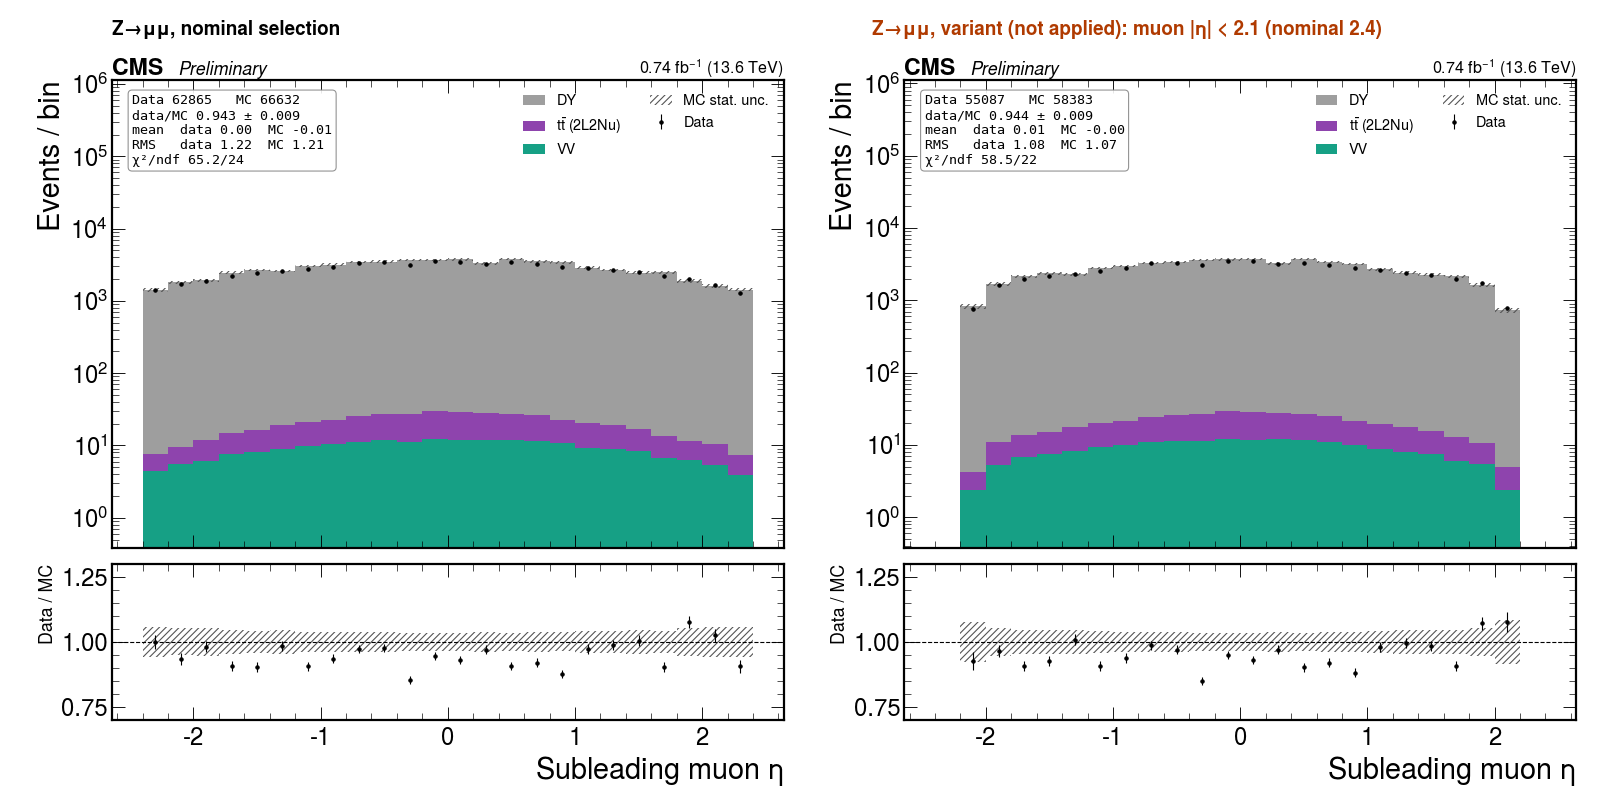 Z→μμ, nominal selection
CMS Preliminary 0.74 fb⁻¹ (13.6 TeV)
Data 62865 MC 66632
data/MC 0.943 ± 0.009
mean data 0.00 MC -0.01
RMS data 1.22 MC 1.21
χ²/ndf 65.2/24
DY
tt̄ (2L2Nu)
VV
MC stat. unc.
Data
Events / bin
10⁶
10⁵
10⁴
10³
10²
10¹
10⁰
Data / MC
1.25
1.00
0.75
-2 -1 0 1 2
Subleading muon η
Z→μμ, variant (not applied): muon |η| < 2.1 (nominal 2.4)
CMS Preliminary 0.74 fb⁻¹ (13.6 TeV)
Data 55087 MC 58383
data/MC 0.944 ± 0.009
mean data 0.01 MC -0.00
RMS data 1.08 MC 1.07
χ²/ndf 58.5/22
DY
tt̄ (2L2Nu)
VV
MC stat. unc.
Data
Events / bin
10⁶
10⁵
10⁴
10³
10²
10¹
10⁰
Data / MC
1.25
1.00
0.75
-2 -1 0 1 2
Subleading muon η